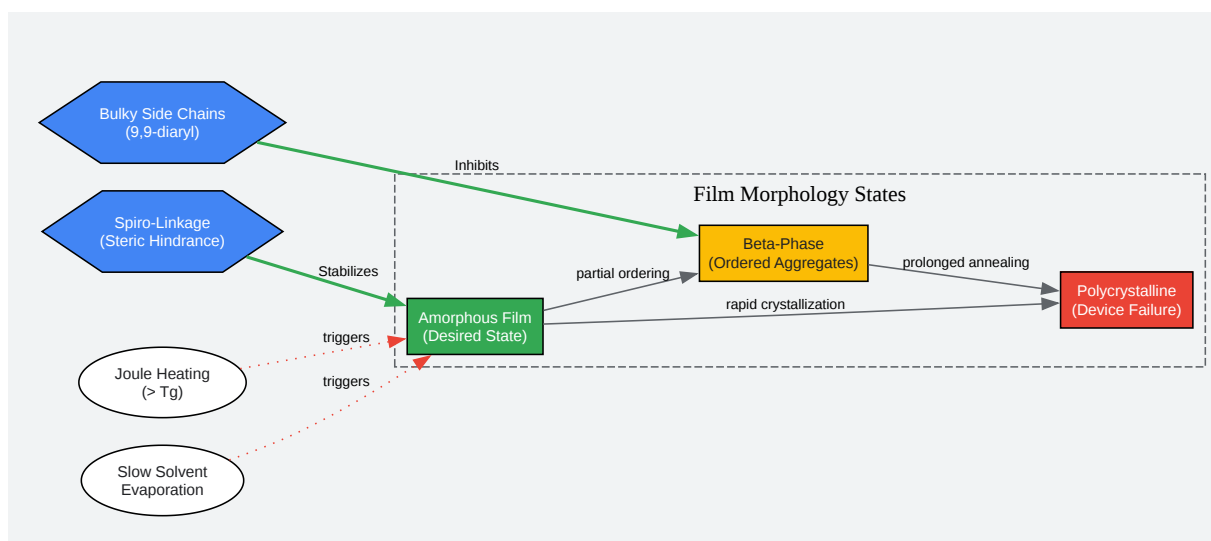 Bulky Side Chains
(9,9-diaryl)
Inhibits
Film Morphology States
Spiro-Linkage
(Steric Hindrance)
Stabilizes
Beta-Phase
(Ordered Aggregates)
partial ordering
prolonged annealing
Polycrystalline
(Device Failure)
rapid crystallization
Amorphous Film
(Desired State)
triggers
Joule Heating
(> Tg)
triggers
Slow Solvent
Evaporation